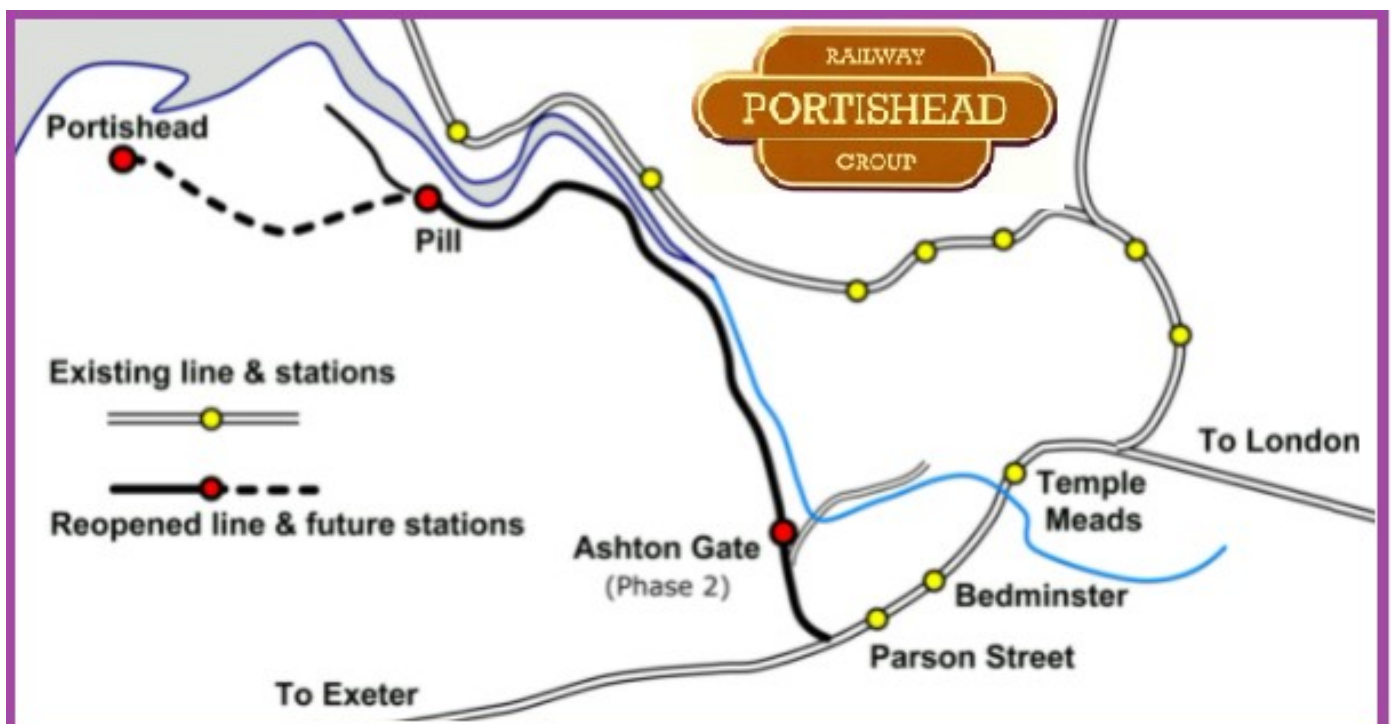 RAILWAY
PORTISHEAD
GROUP
Portishead
Pill
Existing line & stations
To London
Temple
Meads
Reopened line & future stations
Ashton Gate
(Phase 2)
Bedminster
Parson Street
To Exeter